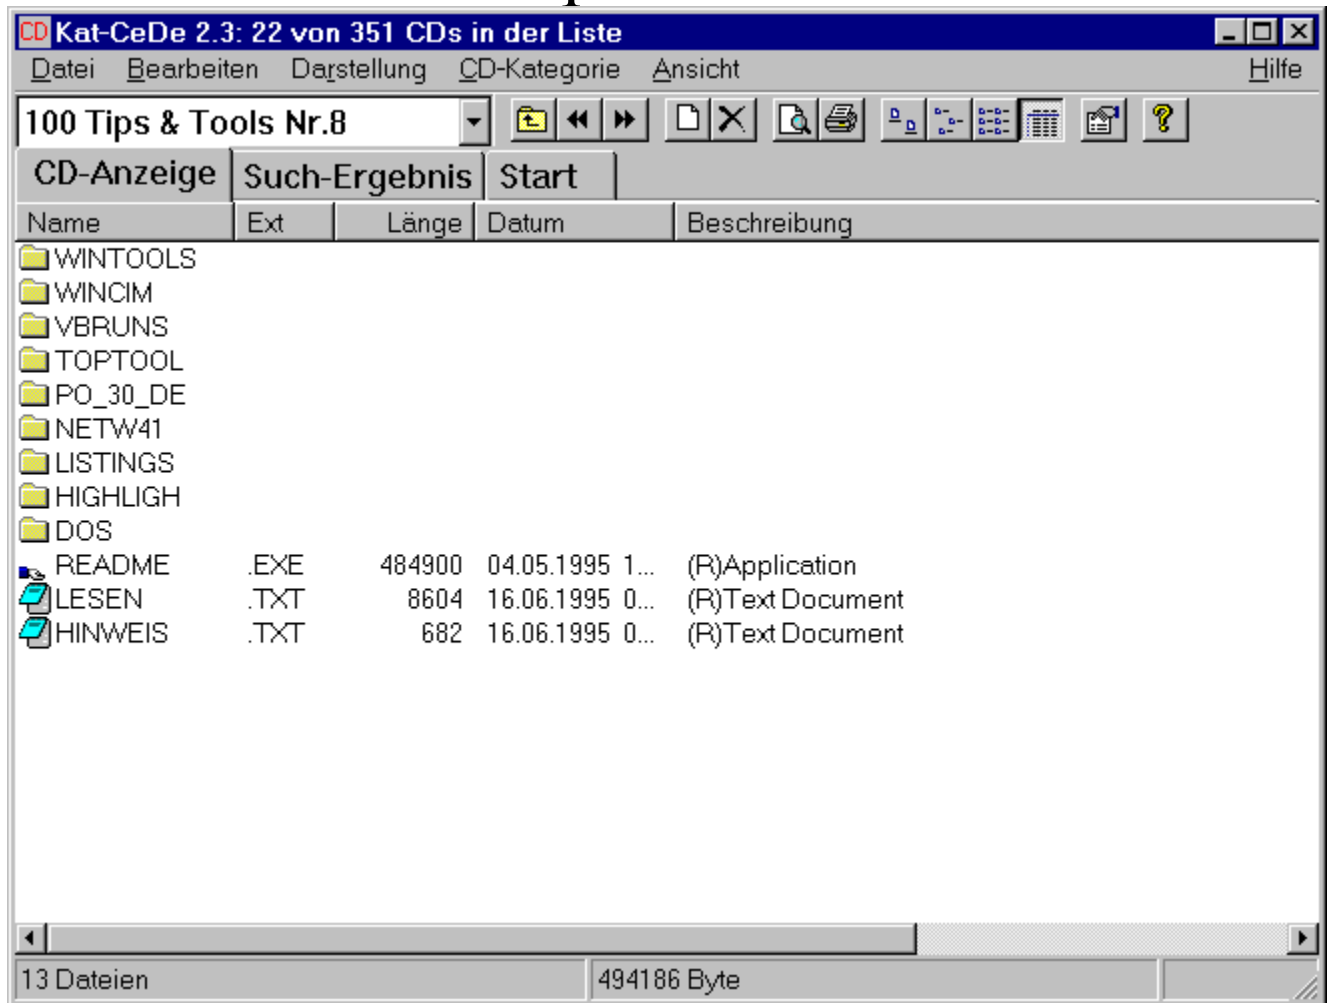 CD Kat-CeDe 2.3: 22 von 351 CDs in der Liste
Datei Bearbeiten Darstellung CD-Kategorie Ansicht Hilfe
100 Tips & Tools Nr.8
CD-Anzeige Such-Ergebnis Start
Name Ext Länge Datum Beschreibung
WINTOOLS
WINCIM
VBRUNS
TOPTOOL
PO_30_DE
NETW41
LISTINGS
HIGHLIGH
DOS
README .EXE 484900 04.05.1995 1... (R)Application
LESEN .TXT 8604 16.06.1995 0... (R)Text Document
HINWEIS .TXT 682 16.06.1995 0... (R)Text Document
13 Dateien 494186 Byte